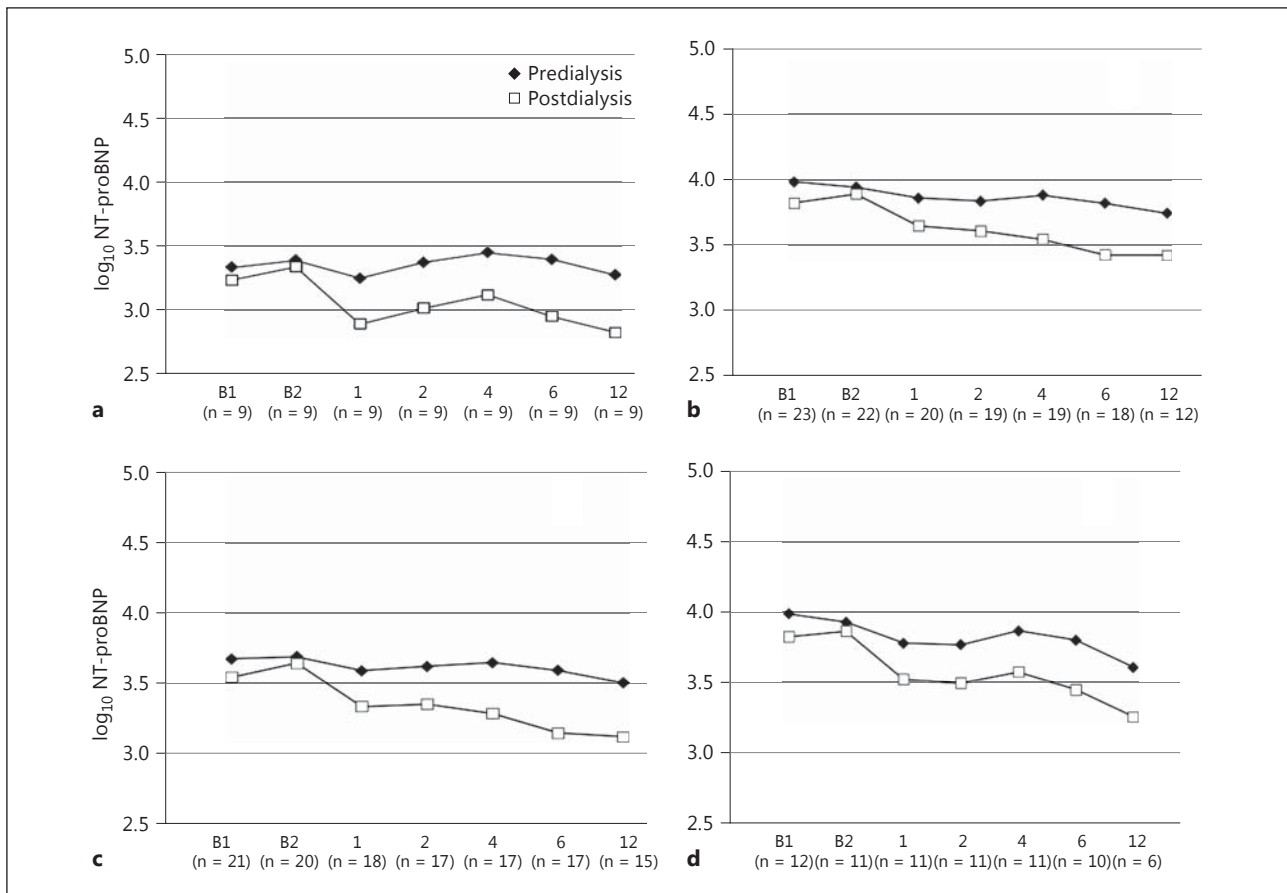 5.0
4.5
4.0
3.5
3.0
2.5
log₁₀ NT-proBNP
Predialysis
Postdialysis
B1 B2 1 2 4 6 12
(n = 9) (n = 9) (n = 9) (n = 9) (n = 9) (n = 9) (n = 9)
a
5.0
4.5
4.0
3.5
3.0
2.5
B1 B2 1 2 4 6 12
(n = 23) (n = 22) (n = 20) (n = 19) (n = 19) (n = 18) (n = 12)
b
5.0
4.5
4.0
3.5
3.0
2.5
log₁₀ NT-proBNP
B1 B2 1 2 4 6 12
(n = 21) (n = 20) (n = 18) (n = 17) (n = 17) (n = 17) (n = 15)
c
5.0
4.5
4.0
3.5
3.0
2.5
B1 B2 1 2 4 6 12
(n = 12) (n = 11) (n = 11) (n = 11) (n = 11) (n = 10) (n = 6)
d